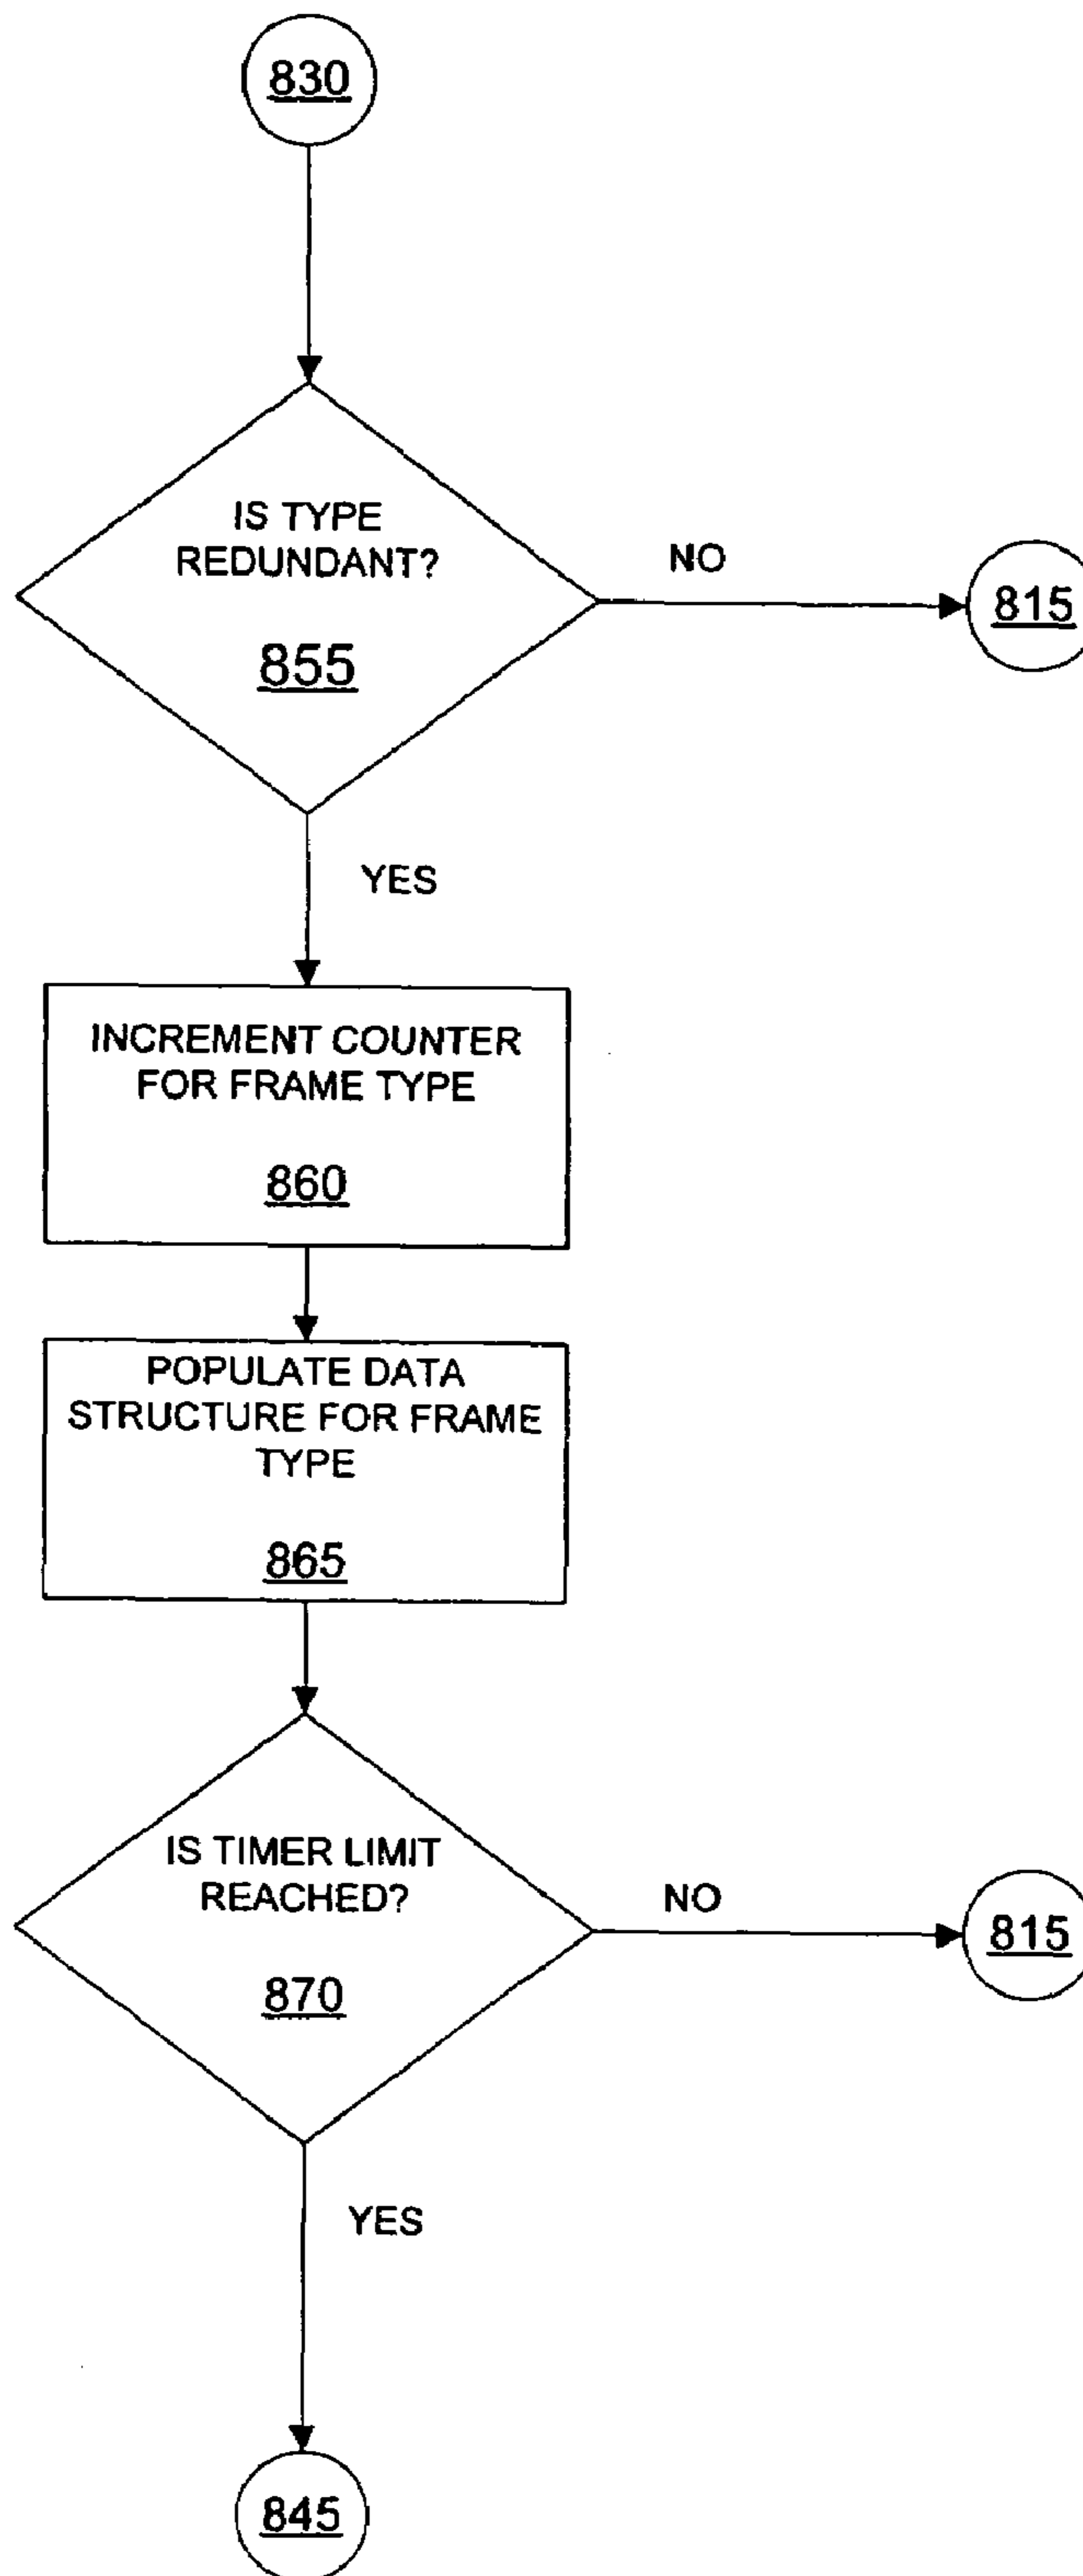 830
IS TYPE
REDUNDANT?
NO
815
855
YES
INCREMENT COUNTER
FOR FRAME TYPE
860
POPULATE DATA
STRUCTURE FOR FRAME
TYPE
865
IS TIMER LIMIT
REACHED?
NO
815
870
YES
845